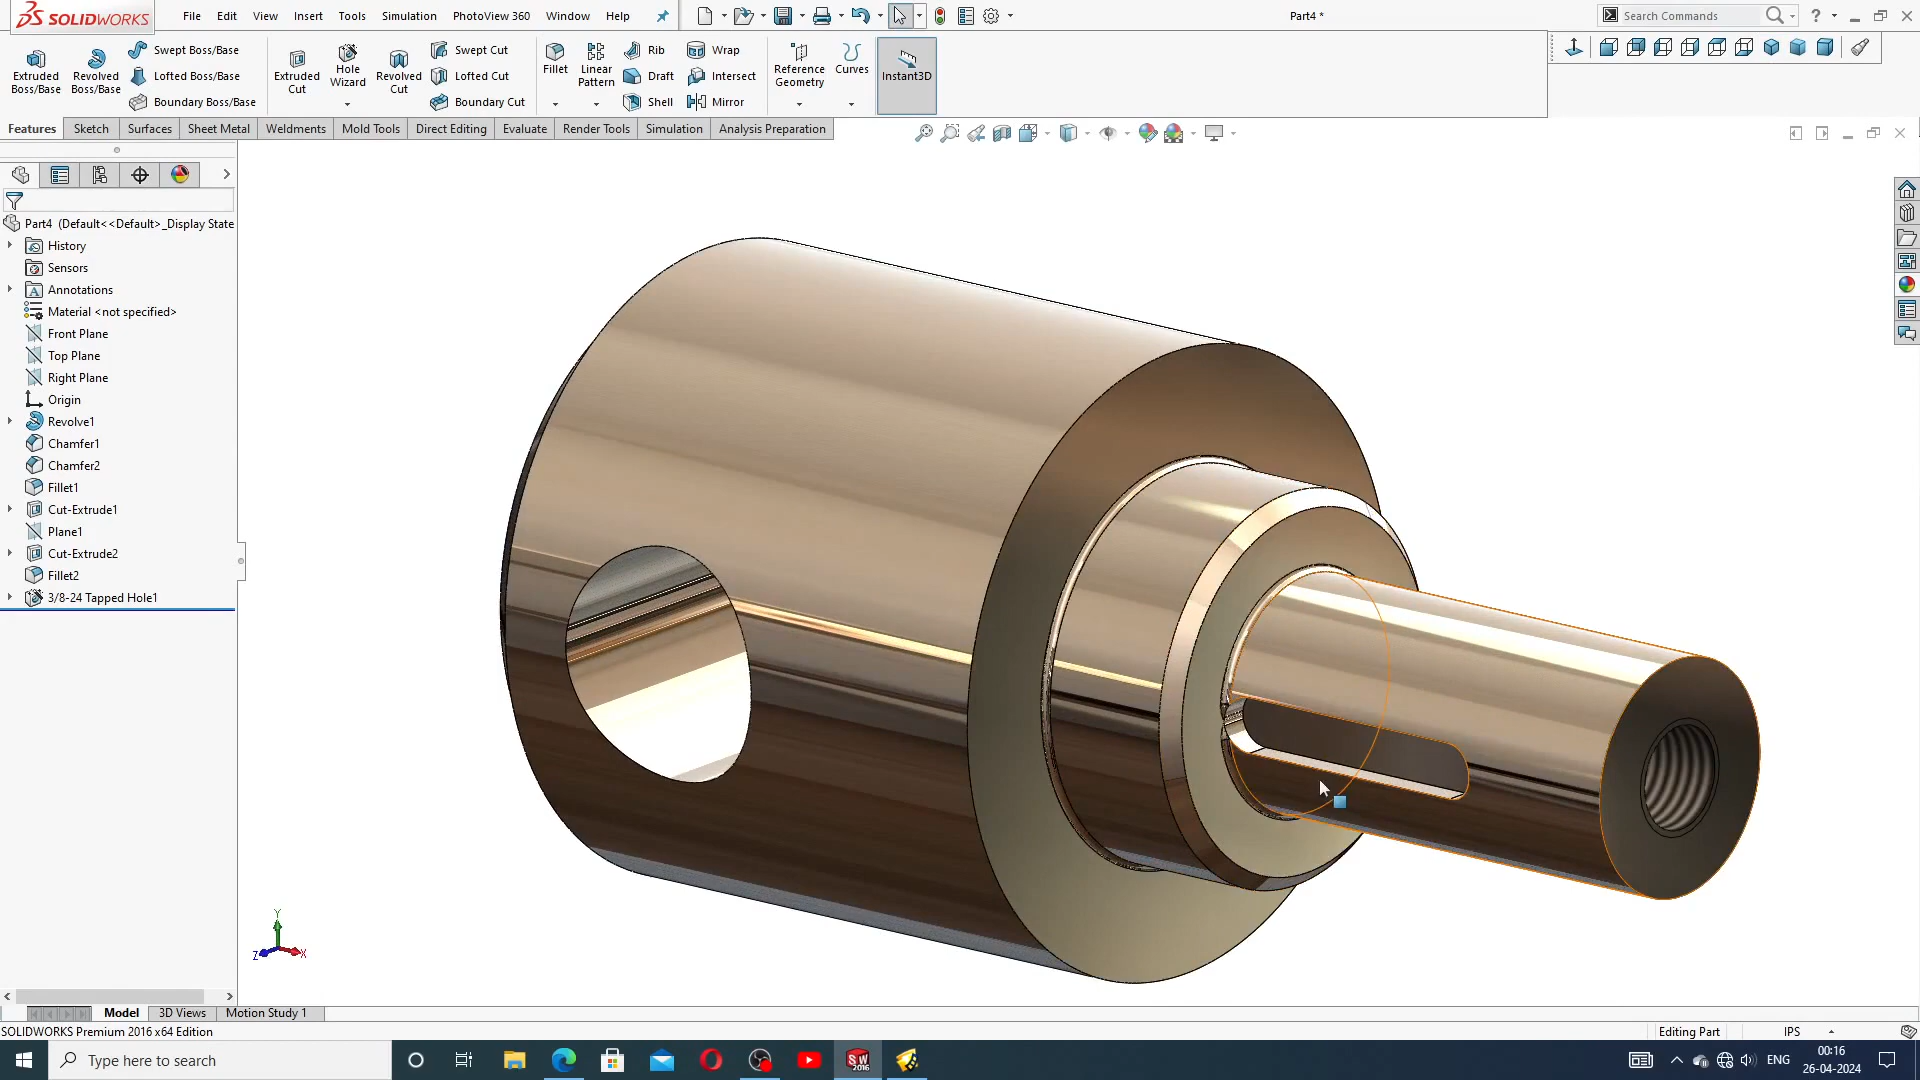 SOLIDWORKS
File Edit View Insert Tools Simulation PhotoView 360 Window Help
Part4 *
Search Commands
Extruded Boss/Base
Revolved Boss/Base
Swept Boss/Base
Lofted Boss/Base
Boundary Boss/Base
Extruded Cut
Hole Wizard
Revolved Cut
Swept Cut
Lofted Cut
Boundary Cut
Fillet
Linear Pattern
Rib
Draft
Shell
Wrap
Intersect
Mirror
Reference Geometry
Curves
Instant3D
Features Sketch Surfaces Sheet Metal Weldments Mold Tools Direct Editing Evaluate Render Tools Simulation Analysis Preparation
Part4 (Default<<Default>_Display State
History
Sensors
Annotations
Material <not specified>
Front Plane
Top Plane
Right Plane
Origin
Revolve1
Chamfer1
Chamfer2
Fillet1
Cut-Extrude1
Plane1
Cut-Extrude2
Fillet2
3/8-24 Tapped Hole1
Y
Z
X
Model 3D Views Motion Study 1
SOLIDWORKS Premium 2016 x64 Edition
Editing Part IPS
Type here to search
SW
2016
ENG
00:16
26-04-2024